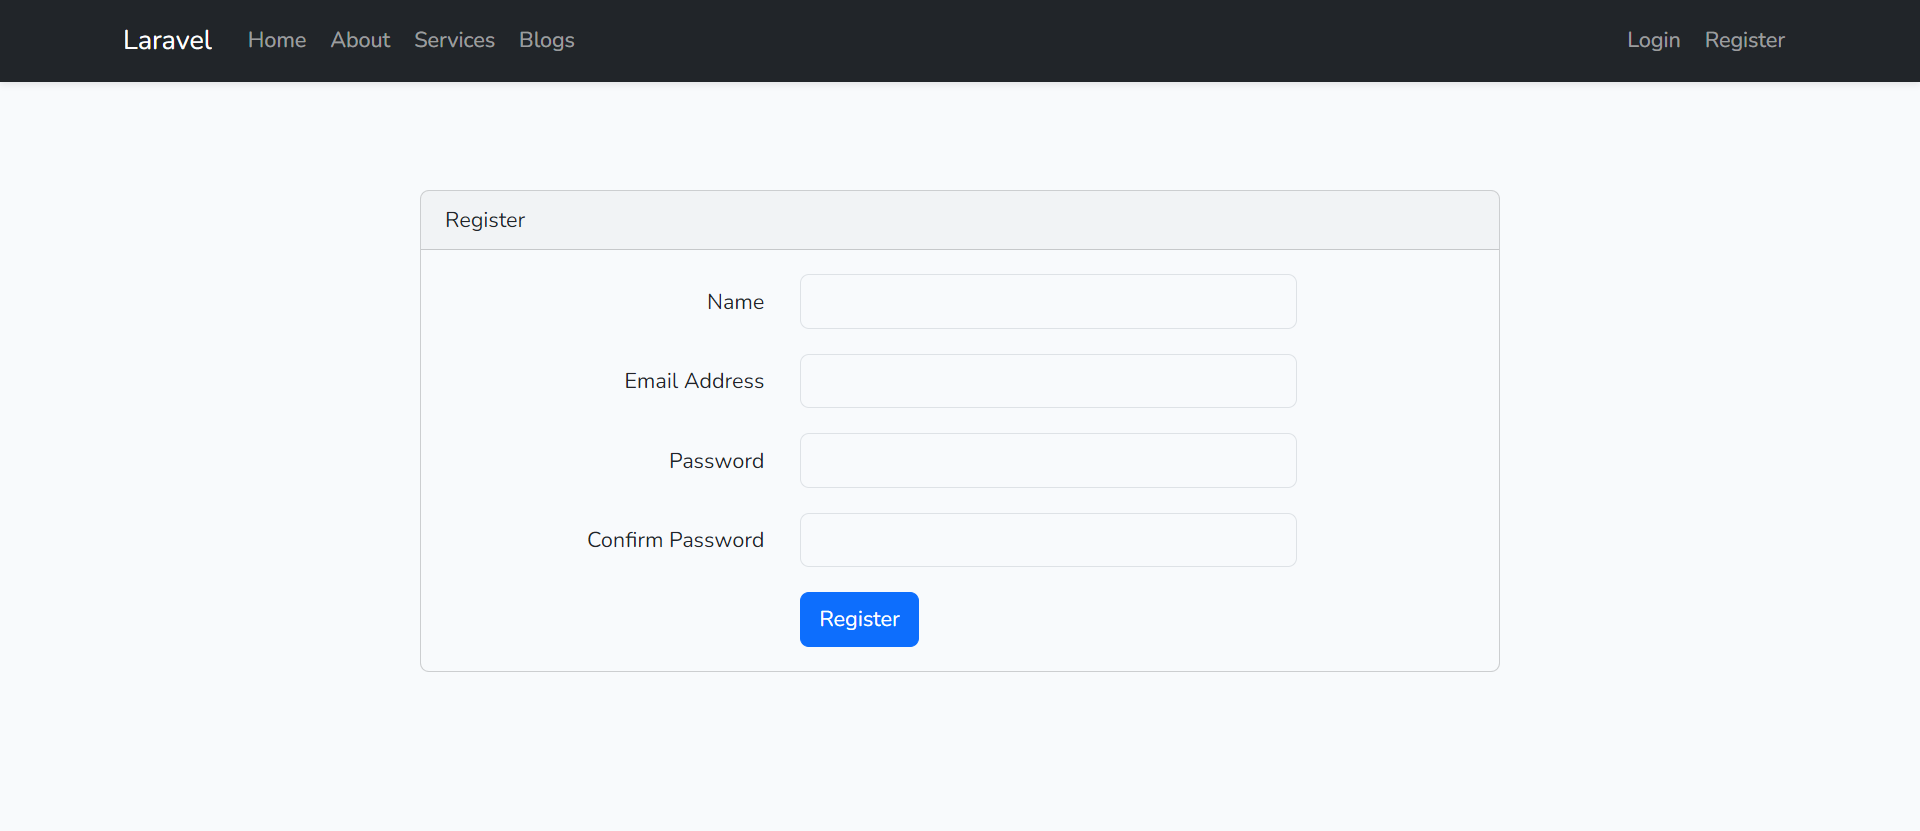 Laravel Home About Services Blogs Login Register
Register
Name
Email Address
Password
Confirm Password
Register